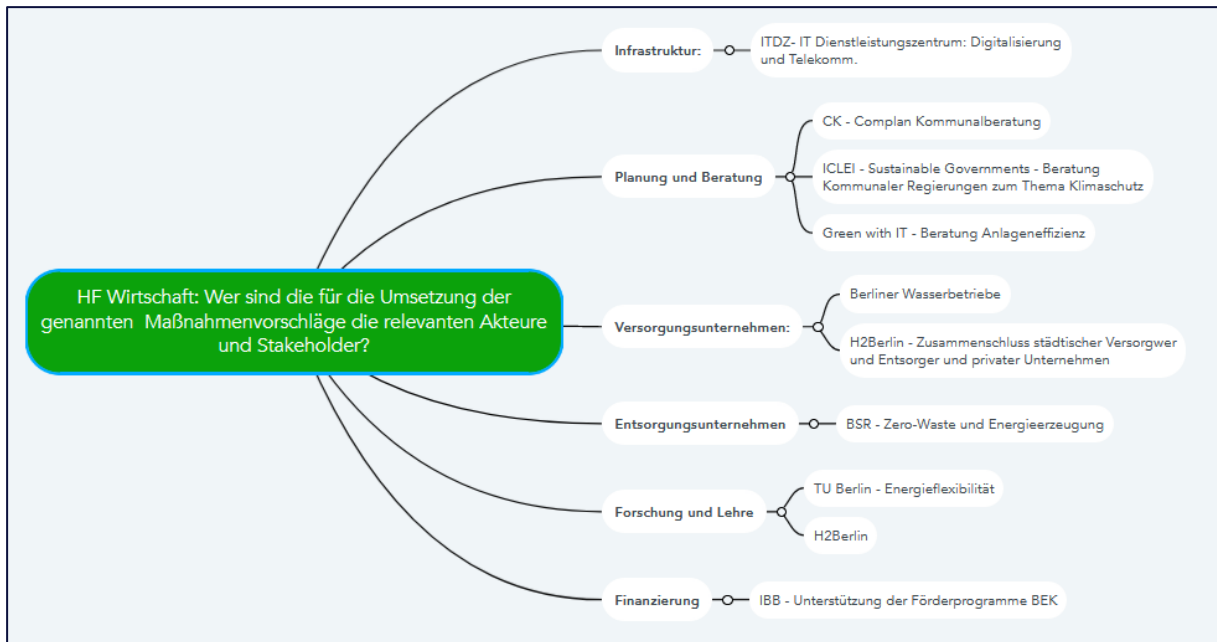 HF Wirtschaft: Wer sind die für die Umsetzung der
genannten  Maßnahmenvorschläge die relevanten Akteure
und Stakeholder?
Infrastruktur:
ITDZ- IT Dienstleistungszentrum: Digitalisierung
und Telekomm.
Planung und Beratung
CK - Complan Kommunalberatung
ICLEI - Sustainable Governments - Beratung
Kommunaler Regierungen zum Thema Klimaschutz
Green with IT - Beratung Anlageneffizienz
Versorgungsunternehmen:
Berliner Wasserbetriebe
H2Berlin - Zusammenschluss städtischer Versorgwer
und Entsorger und privater Unternehmen
Entsorgungsunternehmen
BSR - Zero-Waste und Energieerzeugung
Forschung und Lehre
TU Berlin - Energieflexibilität
H2Berlin
Finanzierung
IBB - Unterstützung der Förderprogramme BEK